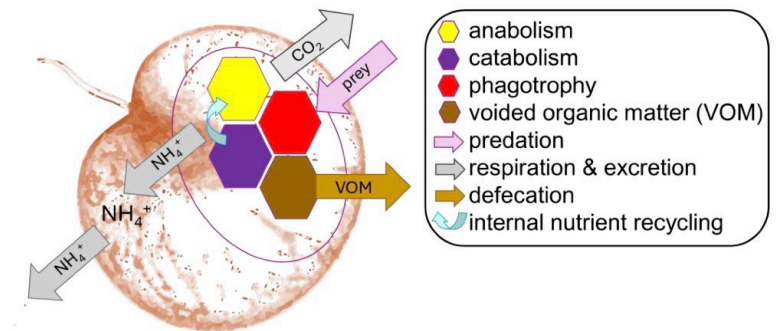 CO₂
prey
NH₄⁺
NH₄⁺
NH₄⁺
VOM
anabolism
catabolism
phagotrophy
voided organic matter (VOM)
predation
respiration & excretion
defecation
internal nutrient recycling